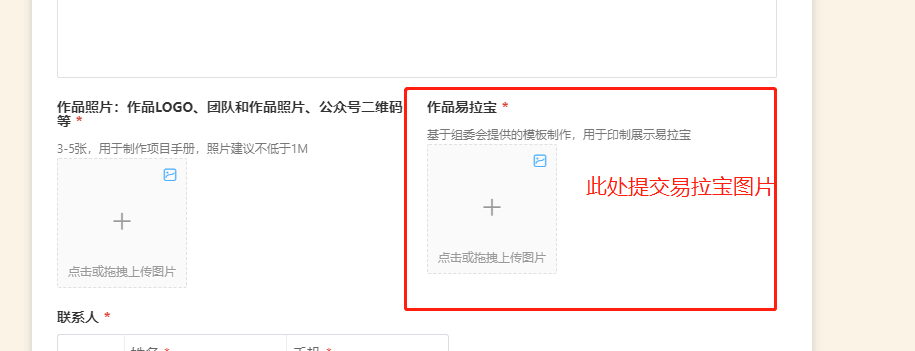 作品照片：作品LOGO、团队和作品照片、公众号二维码
等 *
3-5张，用于制作项目手册，照片建议不低于1M
点击或拖拽上传图片
作品易拉宝 *
基于组委会提供的模板制作，用于印制展示易拉宝
此处提交易拉宝图片
点击或拖拽上传图片
联系人 *
姓名 *
手机 *